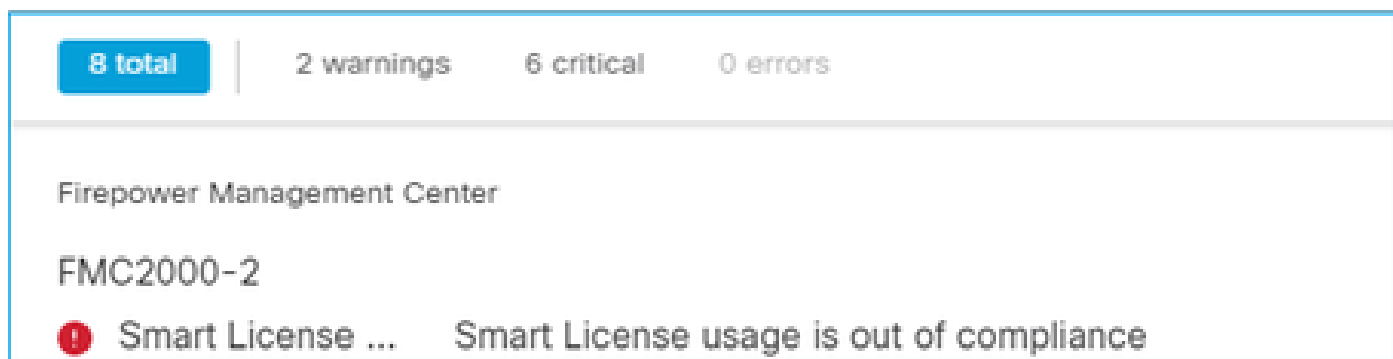 8 total 2 warnings 6 critical 0 errors
Firepower Management Center
FMC2000-2
Smart License ... Smart License usage is out of compliance